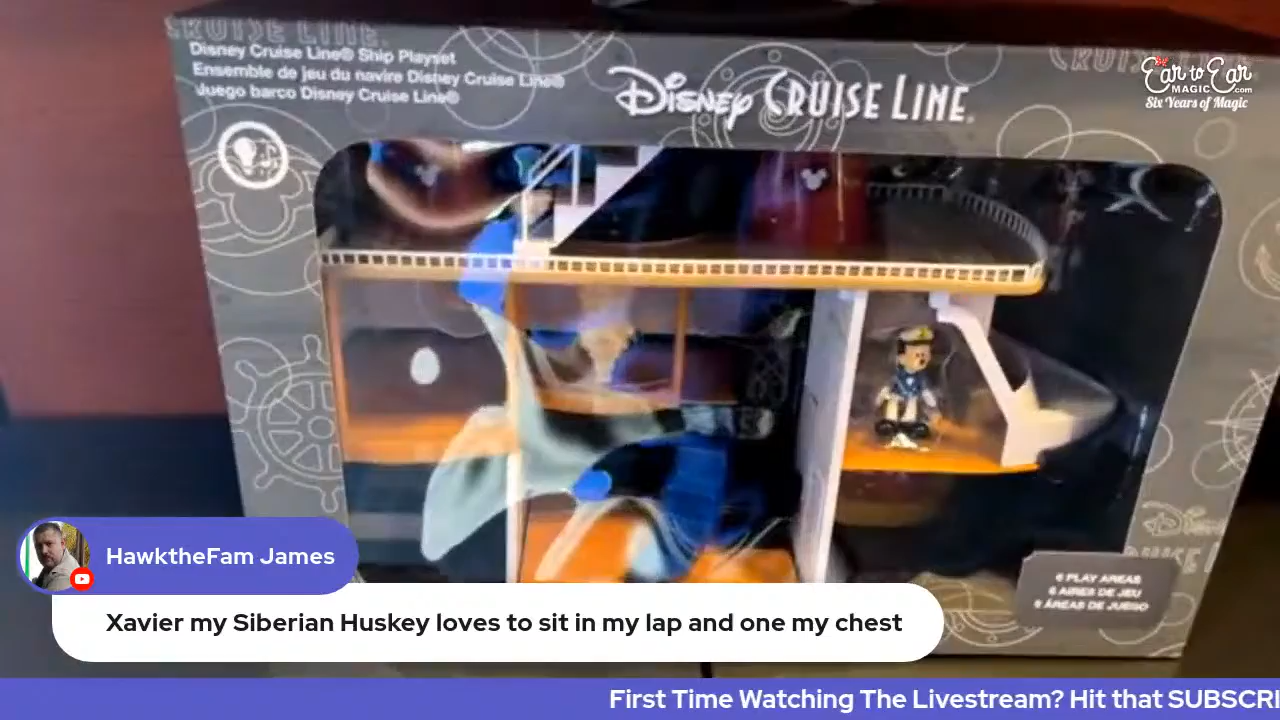 CRUISE LINE
Disney Cruise Line® Ship Playset
Ensemble de jeu du navire Disney Cruise Line®
Juego barco Disney Cruise Line®
DISNEY CRUISE LINE®
Ear to Ear
MAGIC.com
Six Years of Magic
6 PLAY AREAS
6 AIRES DE JEU
6 ÁREAS DE JUEGO
HawktheFam James
Xavier my Siberian Huskey loves to sit in my lap and one my chest
First Time Watching The Livestream? Hit that SUBSCRI